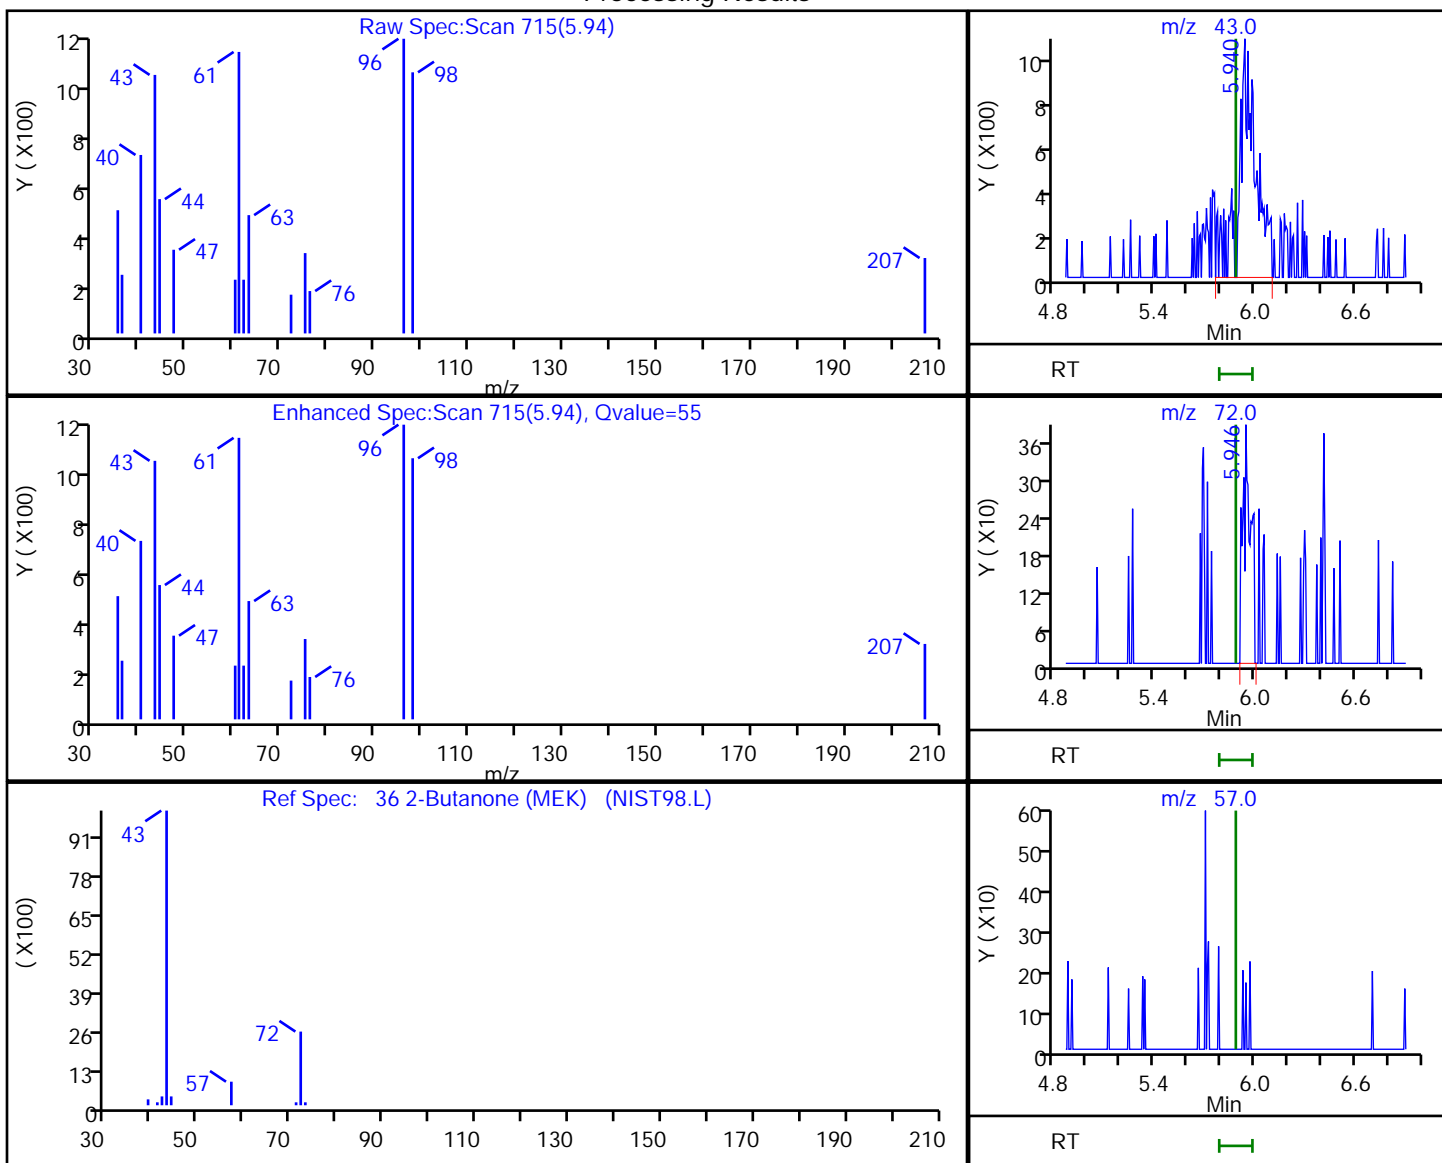 Processing Results
Raw Spec:Scan 715(5.94)
Y ( X100)
12
10
8
6
4
2
0
43
40
44
47
61
63
76
96
98
207
30 50 70 90 110 130 150 170 190 210
m/z
m/z 43.0
5.940
Y ( X100)
10
8
6
4
2
0
4.8 5.4 6.0 6.6
Min
RT
Enhanced Spec:Scan 715(5.94), Qvalue=55
Y ( X100)
12
10
8
6
4
2
0
43
40
44
47
61
63
76
96
98
207
30 50 70 90 110 130 150 170 190 210
m/z
m/z 72.0
5.946
Y ( X10)
36
30
24
18
12
6
0
4.8 5.4 6.0 6.6
Min
RT
Ref Spec: 36 2-Butanone (MEK) (NIST98.L)
( X100)
91
78
65
52
39
26
13
0
43
57
72
30 50 70 90 110 130 150 170 190 210
m/z 57.0
Y ( X10)
60
50
40
30
20
10
0
4.8 5.4 6.0 6.6
Min
RT